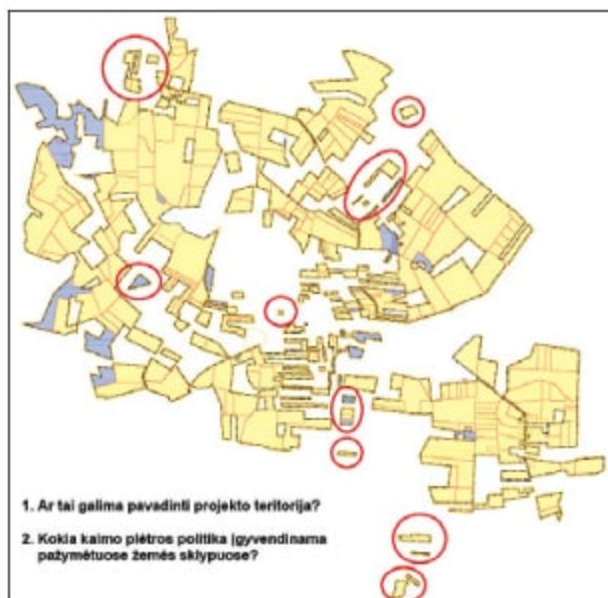 1. Ar tai galima pavadinti projekto teritorija?
2. Kokia kaimo plėtros politika įgyvendinama
pažymėtuose žemės sklypuose?